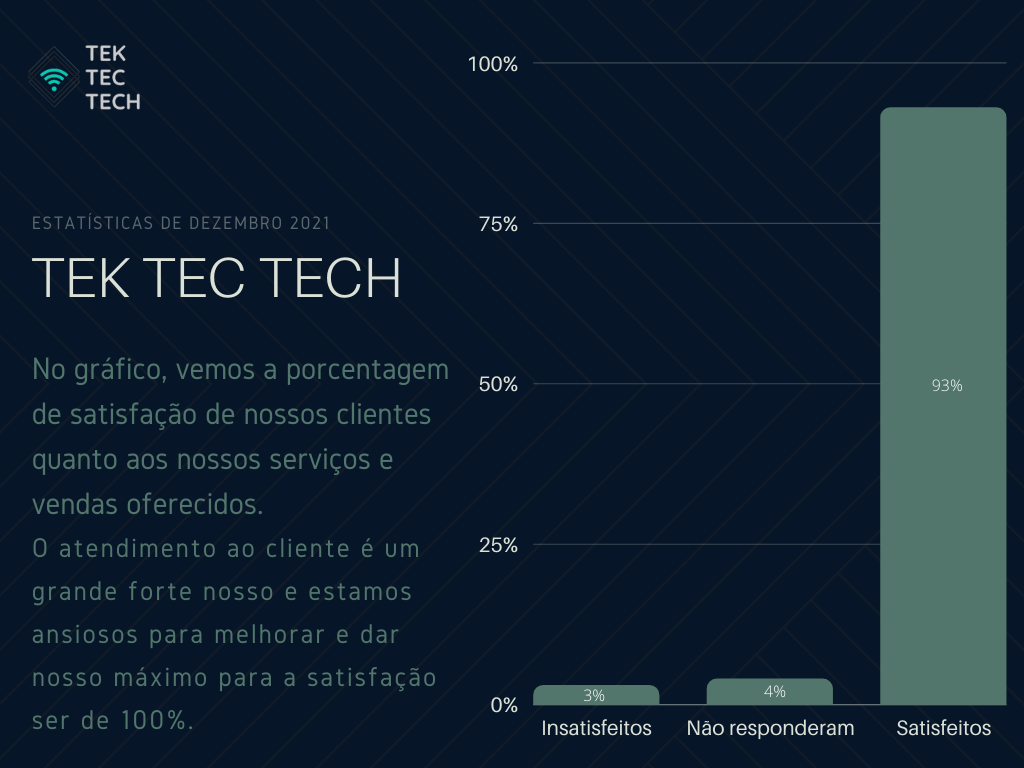 TEK
TEC
TECH
ESTATÍSTICAS DE DEZEMBRO 2021
TEK TEC TECH
No gráfico, vemos a porcentagem
de satisfação de nossos clientes
quanto aos nossos serviços e
vendas oferecidos.
O atendimento ao cliente é um
grande forte nosso e estamos
ansiosos para melhorar e dar
nosso máximo para a satisfação
ser de 100%.
100%
75%
50%
25%
0%
3%
4%
93%
Insatisfeitos
Não responderam
Satisfeitos